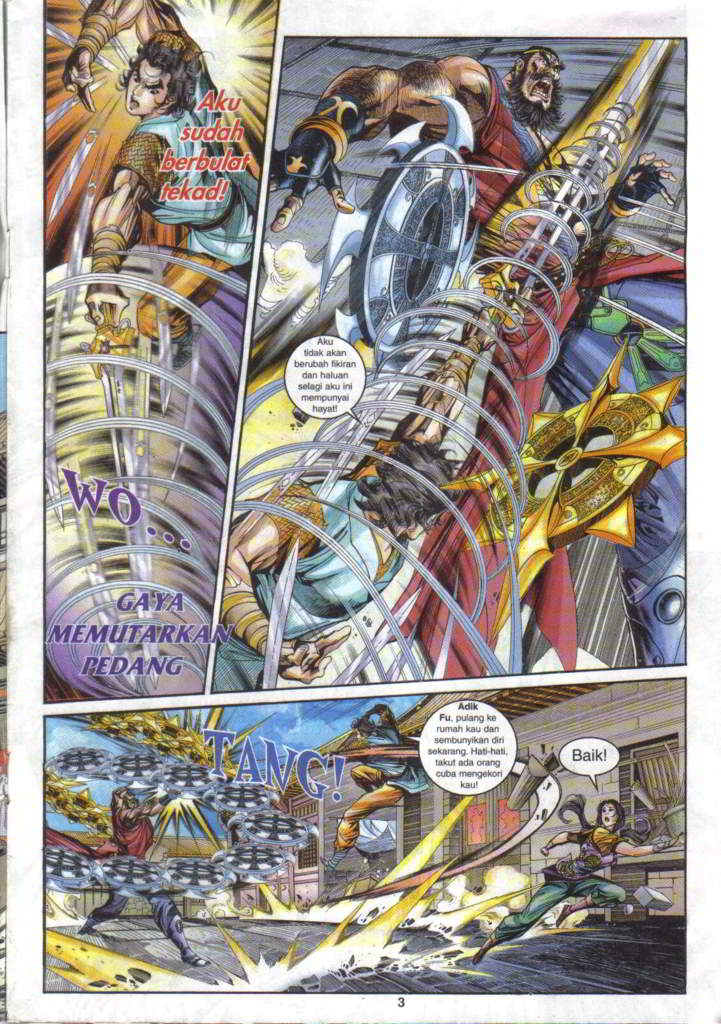 Aku
sudah
berbulat
tekad!
WO...
GAYA
MEMUTARKAN
PEDANG
Aku
tidak akan
berubah fikiran
dan haluan
selagi aku ini
mempunyai
hayat!
TANG!
Adik
Fu, pulang ke
rumah kau dan
sembunyikan diri
sekarang. Hati-hati,
takut ada orang
cuba mengekori
kau!
Baik!
3